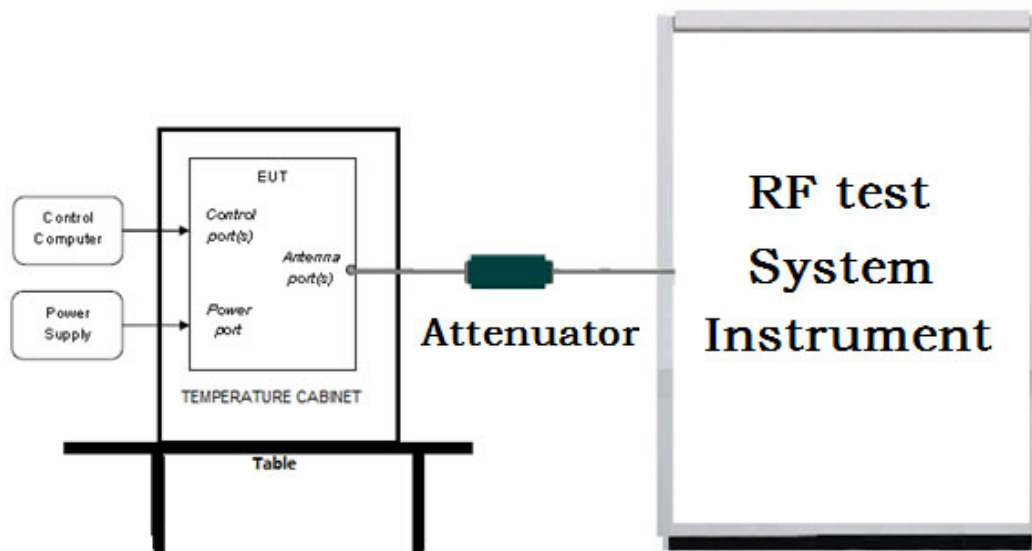 Control
Computer
Power
Supply
EUT
Control
port(s)
Antenna
port(s)
Power
port
TEMPERATURE CABINET
Table
Attenuator
RF test
System
Instrument